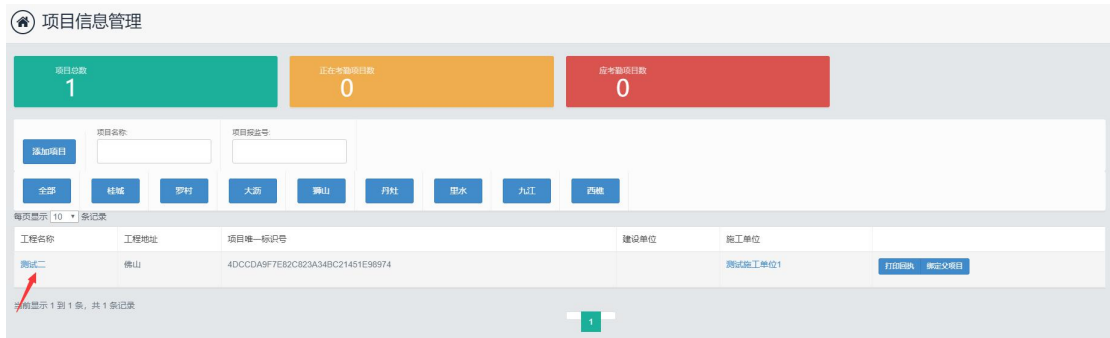 项目信息管理
项目总数 正在考勤项目数 应考勤项目数
1 0 0
项目名称: 项目报监号:
添加项目
全部 桂城 罗村 大沥 狮山 丹灶 里水 九江 西樵
每页显示 10 条记录
工程名称 工程地址 项目唯一标识号 建设单位 施工单位
测试二 佛山 4DCCDA9F7E82C823A34BC21451E98974 测试施工单位1 打印回执 绑定父项目
当前显示 1 到 1 条，共 1 条记录
1